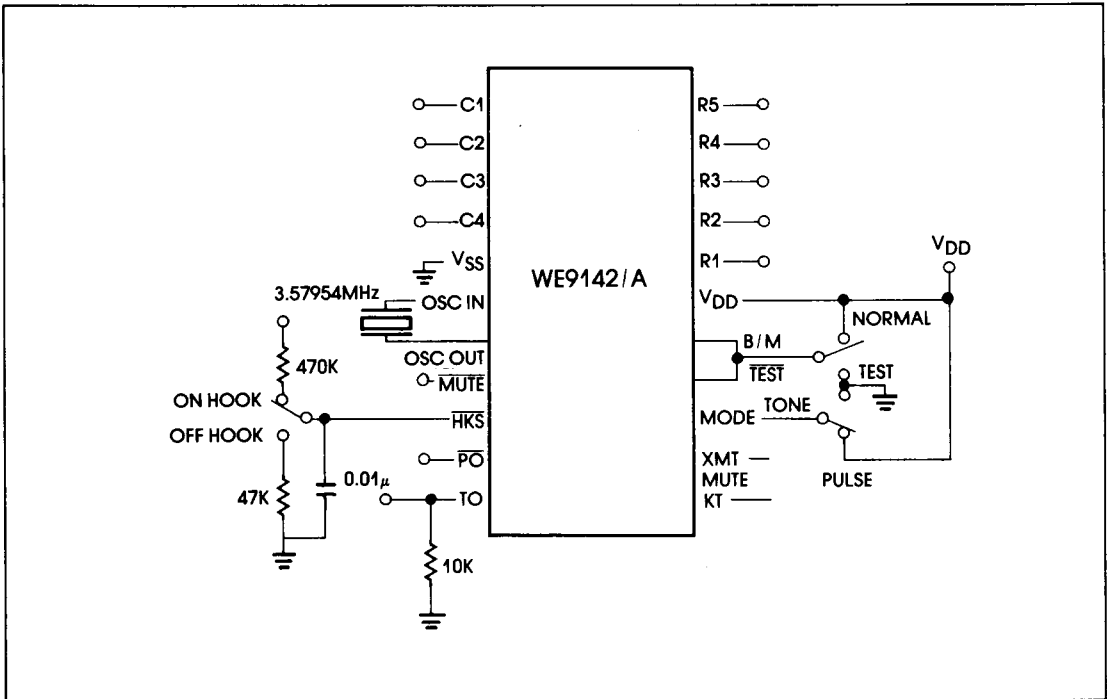 C1
C2
C3
C4
VSS
3.57954MHz
OSC IN
OSC OUT
MUTE
470K
ON HOOK
HKS
OFF HOOK
PO
47K
0.01μ
TO
10K
WE9142/A
R5
R4
R3
R2
R1
VDD
VDD
NORMAL
B/M
TEST
TEST
MODE
TONE
XMT
MUTE
PULSE
KT